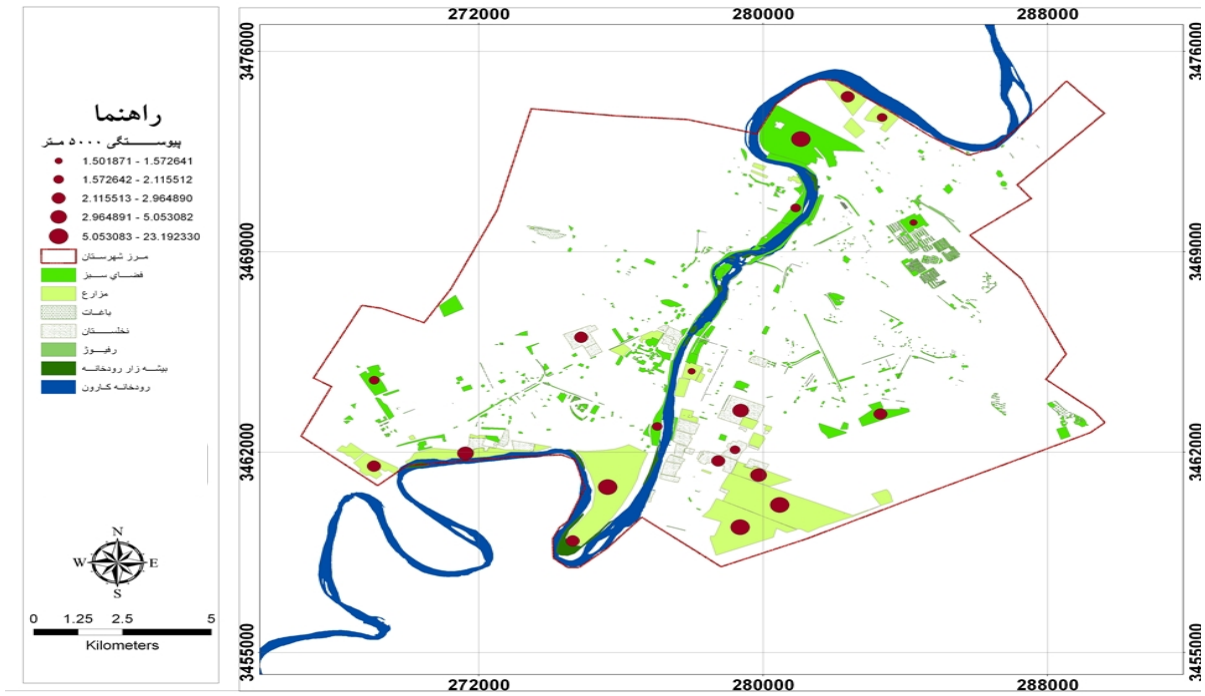 272000 280000 288000
3476000 3476000
3469000 3469000
3462000 3462000
3455000 3455000
272000 280000 288000
راهنما
پیوستگی ۵۰۰۰ متر
1.501871 - 1.572641
1.572642 - 2.115512
2.115513 - 2.964890
2.964891 - 5.053082
5.053083 - 23.192330
مرز شهرستان
فضای سبز
مزارع
باغات
نخلستان
رفیوژ
بیشه زار رودخانه
رودخانه کارون
N
W E
S
0 1.25 2.5 5
Kilometers